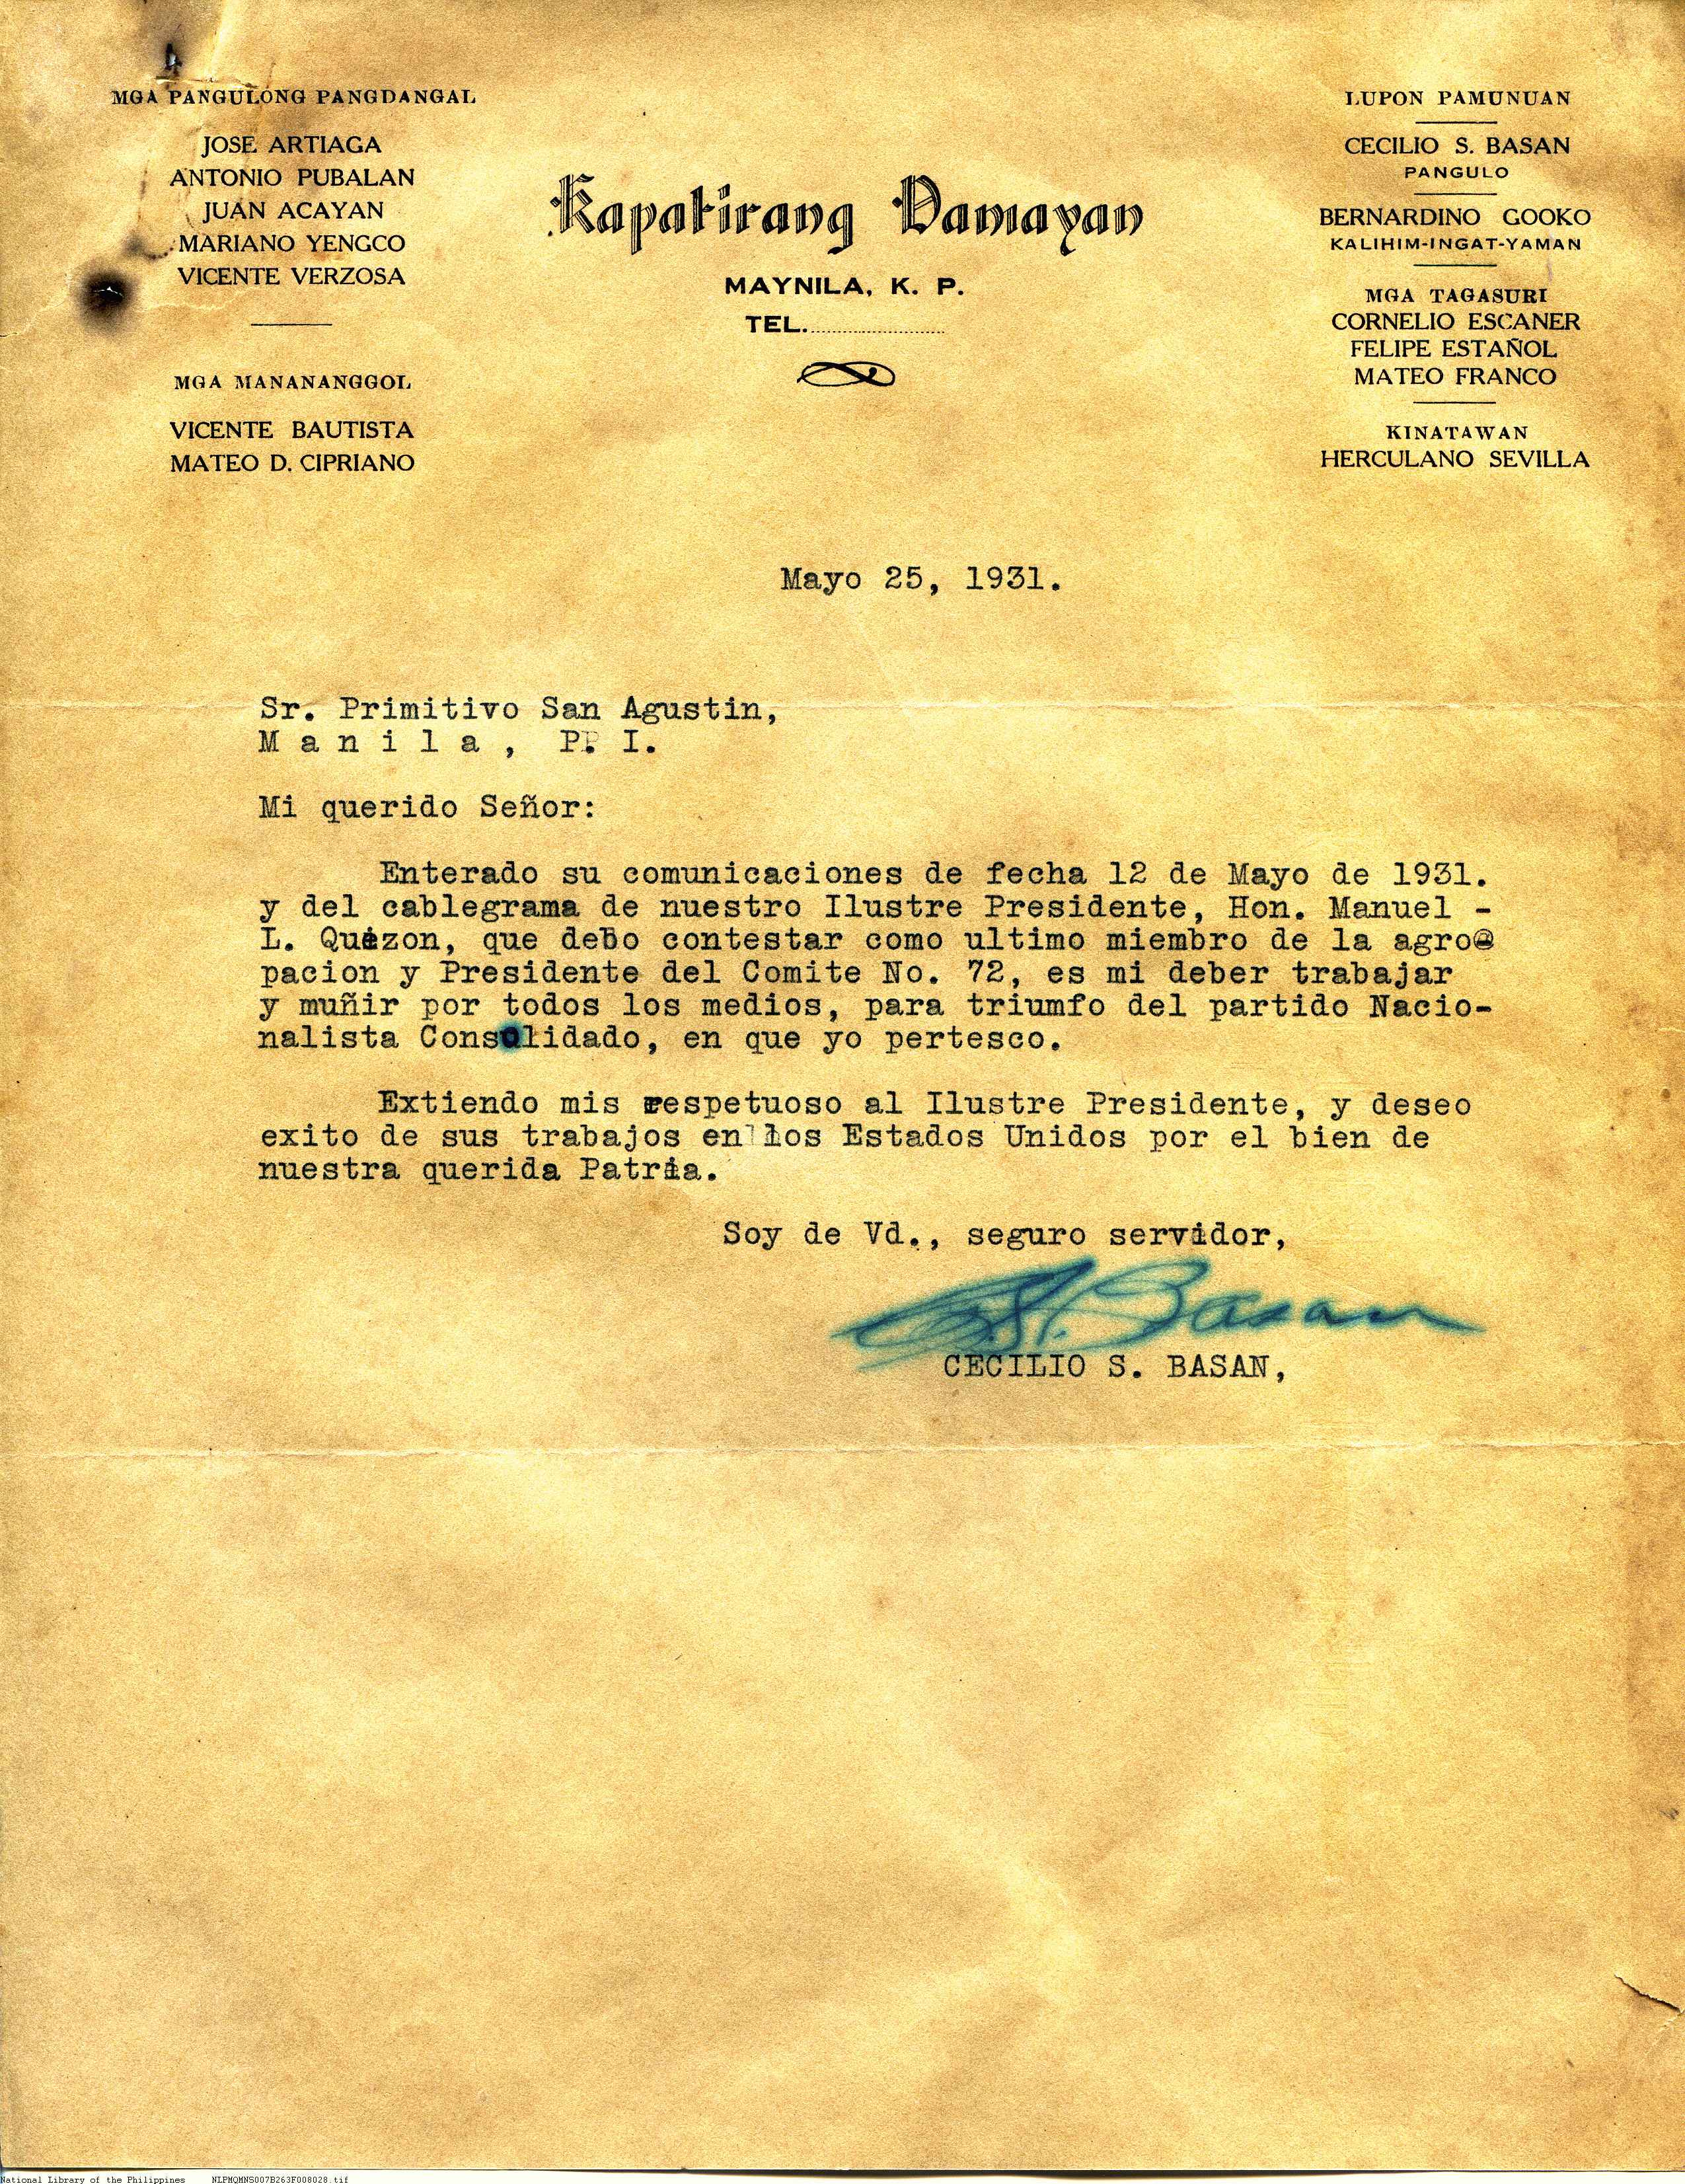 MGA PANGULONG PANGDANGAL
JOSE ARTIAGA
ANTONIO PUBALAN
JUAN ACAYAN
MARIANO YENGCO
VICENTE VERZOSA
MGA MANANANGGOL
VICENTE BAUTISTA
MATEO D. CIPRIANO
Kapatirang Damayan
MAYNILA, K. P.
TEL.
LUPON PAMUNUAN
CECILIO S. BASAN
PANGULO
BERNARDINO GOOKO
KALIHIM-INGAT-YAMAN
MGA TAGASURI
CORNELIO ESCANER
FELIPE ESTAÑOL
MATEO FRANCO
KINATAWAN
HERCULANO SEVILLA
Mayo 25, 1931.
Sr. Primitivo San Agustin,
M a n i l a , P. I.
Mi querido Señor:
Enterado su comunicaciones de fecha 12 de Mayo de 1931.
y del cablegrama de nuestro Ilustre Presidente, Hon. Manuel -
L. Quezon, que debo contestar como ultimo miembro de la agro
pacion y Presidente del Comite No. 72, es mi deber trabajar
y muñir por todos los medios, para triumfo del partido Nacio-
nalista Consolidado, en que yo pertesco.
Extiendo mis respetuoso al Ilustre Presidente, y deseo
exito de sus trabajos en los Estados Unidos por el bien de
nuestra querida Patria.
Soy de Vd., seguro servidor,
C.S. Basan
CECILIO S. BASAN,
National Library of the Philippines NLPMQMNS007B263F008028.tif